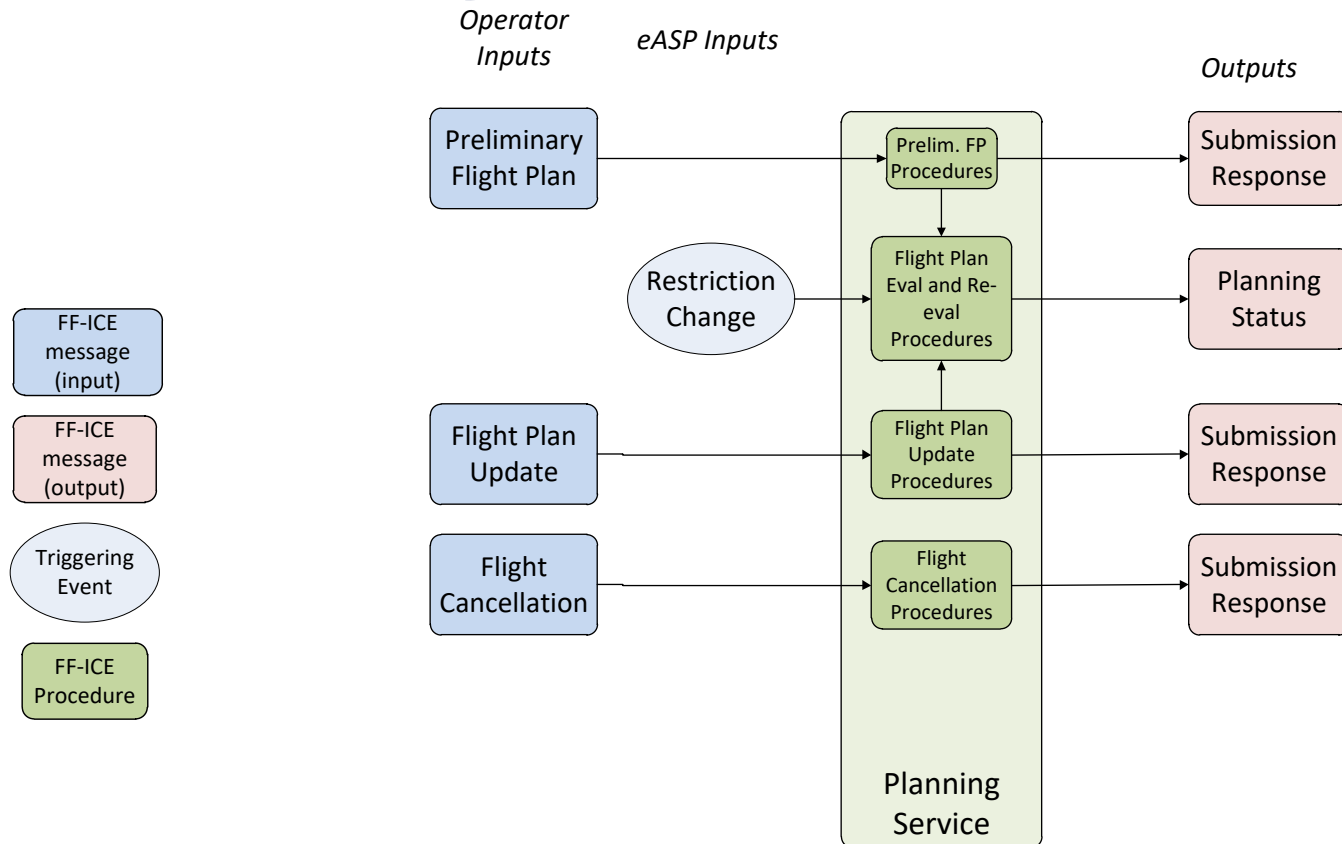 Operator
Inputs
eASP Inputs
Outputs
Preliminary
Flight Plan
Prelim. FP
Procedures
Submission
Response
Restriction
Change
Flight Plan
Eval and Re-
eval
Procedures
Planning
Status
FF-ICE
message
(input)
FF-ICE
message
(output)
Triggering
Event
FF-ICE
Procedure
Flight Plan
Update
Flight Plan
Update
Procedures
Submission
Response
Flight
Cancellation
Flight
Cancellation
Procedures
Submission
Response
Planning
Service